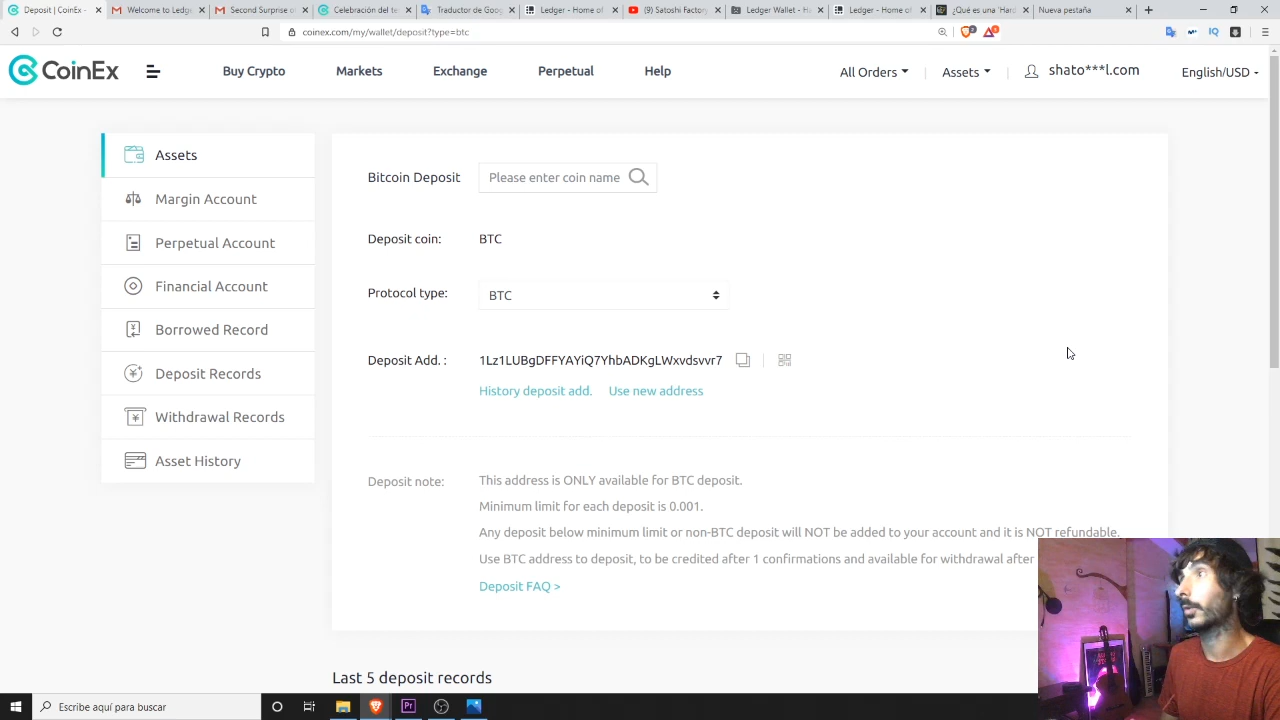 Deposit | CoinEx -
Welcome to Ledge
Second Surprise o
Celebración del te
Traductor de Goo
Ledger - Home of
(9) Satoshi Factory
Ledger Wallet - Ha
Ledger - Home of
¿Qué es una 'Hard
Nueva pestaña
coinex.com/my/wallet/deposit?type=btc
CoinEx
Buy Crypto
Markets
Exchange
Perpetual
Help
All Orders
Assets
shato***l.com
English/USD
Assets
Margin Account
Perpetual Account
Financial Account
Borrowed Record
Deposit Records
Withdrawal Records
Asset History
Bitcoin Deposit
Please enter coin name
Deposit coin:
BTC
Protocol type:
BTC
Deposit Add. :
1Lz1LUBgDFFYAYiQ7YhbADKgLWxvdsvvr7
History deposit add.
Use new address
Deposit note:
This address is ONLY available for BTC deposit.
Minimum limit for each deposit is 0.001.
Any deposit below minimum limit or non-BTC deposit will NOT be added to your account and it is NOT refundable.
Use BTC address to deposit, to be credited after 1 confirmations and available for withdrawal after
Deposit FAQ >
Last 5 deposit records
Escribe aquí para buscar